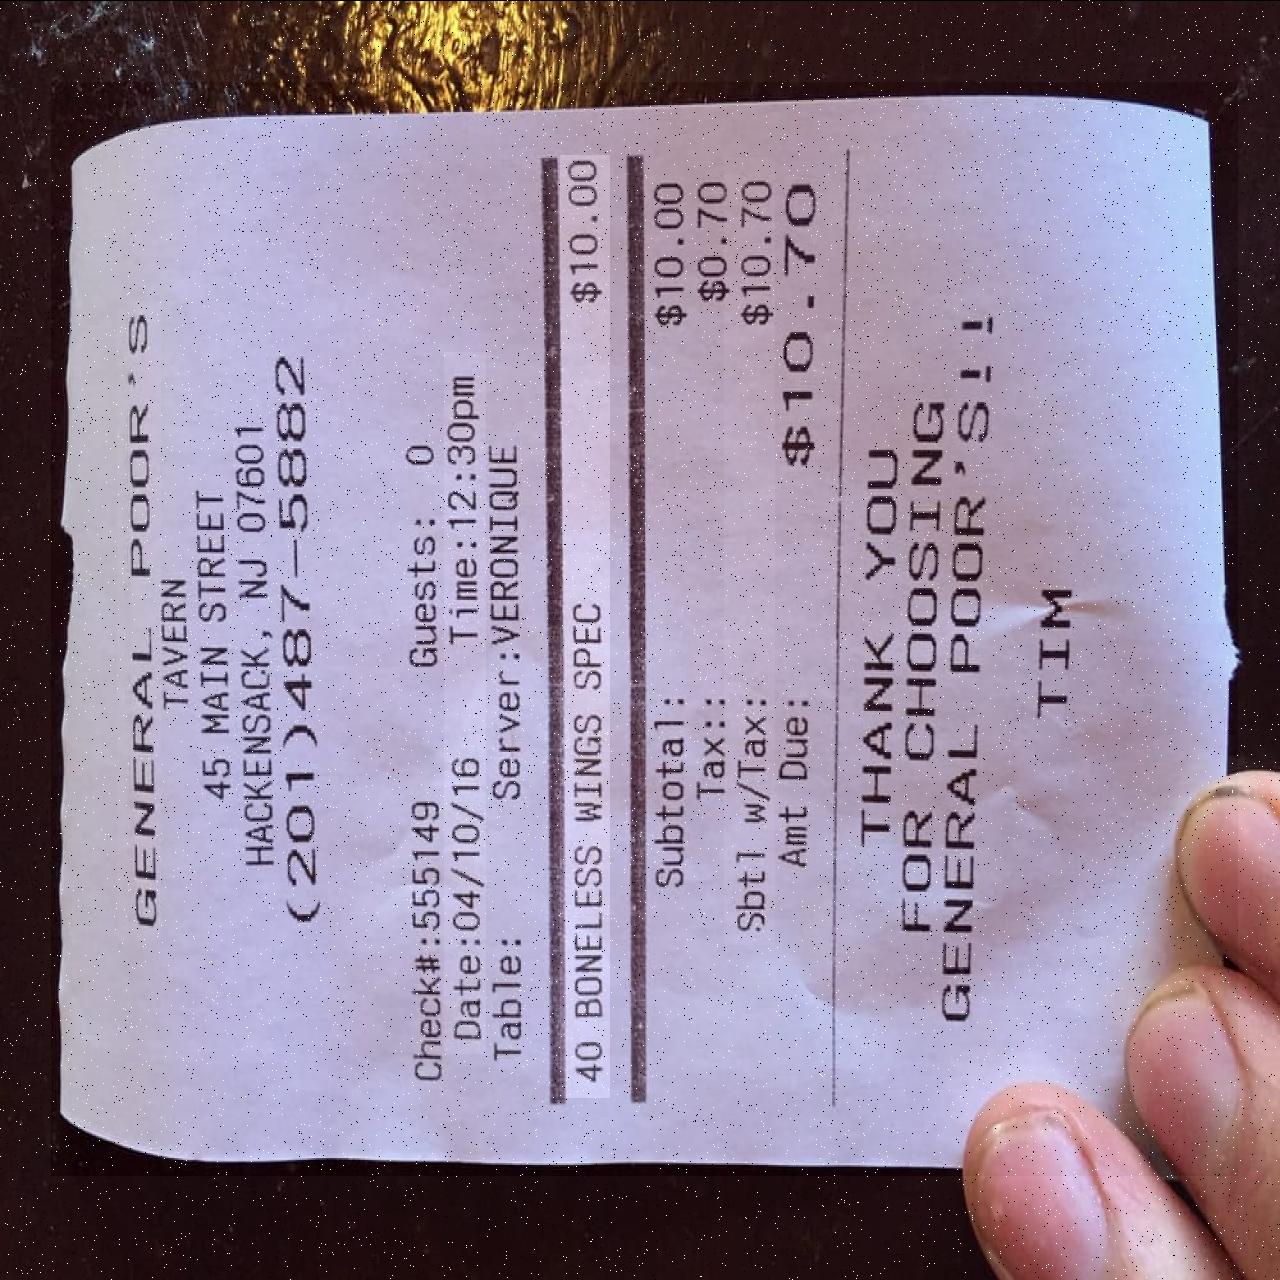 GENERAL POOR'S
TAVERN
45 MAIN STREET
HACKENSACK, NJ 07601
(201)487-5882
Check#:555149 Guests: 0
Date:04/10/16 Time:12:30pm
Table: Server:VERONIQUE
40 BONELESS WINGS SPEC $10.00
Subtotal: $10.00
Tax:: $0.70
Sbtl w/Tax: $10.70
Amt Due: $10.70
THANK YOU
FOR CHOOSING
GENERAL POOR'S!!
TIM